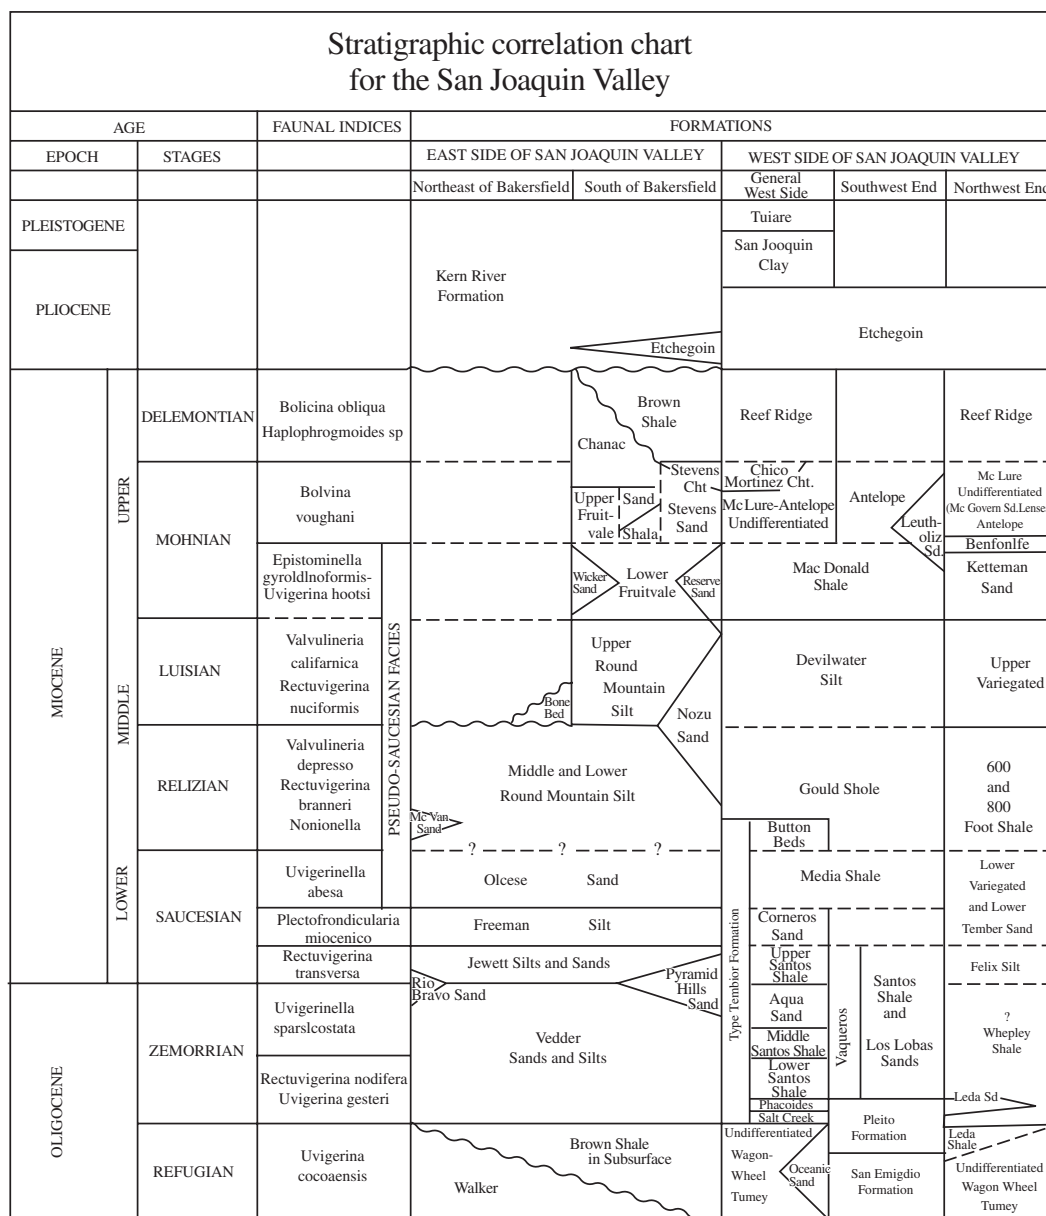 Stratigraphic correlation chart
for the San Joaquin Valley
AGE
FAUNAL INDICES
FORMATIONS
EPOCH
STAGES
EAST SIDE OF SAN JOAQUIN VALLEY
WEST SIDE OF SAN JOAQUIN VALLEY
Northeast of Bakersfield
South of Bakersfield
General
West Side
Southwest End
Northwest End
PLEISTOGENE
PLIOCENE
MIOCENE
OLIGOCENE
UPPER
MIDDLE
LOWER
DELEMONTIAN
MOHNIAN
LUISIAN
RELIZIAN
SAUCESIAN
ZEMORRIAN
REFUGIAN
Bolicina obliqua
Haplophrogmoides sp
Bolvina
voughani
Epistominella
gyroldlnoformis-
Uvigerina hootsi
Valvulineria
califarnica
Rectuvigerina
nuciformis
Valvulineria
depresso
Rectuvigerina
branneri
Nonionella
Uvigerinella
abesa
Plectofrondicularia
miocenico
Rectuvigerina
transversa
Uvigerinella
sparslcostata
Rectuvigerina nodifera
Uvigerina gesteri
Uvigerina
cocoaensis
PSEUDO-SAUCESIAN FACIES
Kern River
Formation
Etchegoin
Brown
Shale
Chanac
Stevens
Cht
Upper
Fruit-
vale
Sand
Shala
Stevens
Sand
Wicker
Sand
Lower
Fruitvale
Reserve
Sand
Upper
Round
Mountain
Silt
Bone
Bed
Nozu
Sand
Middle and Lower
Round Mountain Silt
Mc Van
Sand
? ? ?
Olcese Sand
Freeman Silt
Jewett Silts and Sands
Rio
Bravo Sand
Pyramid
Hills
Sand
Vedder
Sands and Silts
Brown Shale
in Subsurface
Walker
Tuiare
San Jooquin
Clay
Etchegoin
Reef Ridge
Chico
Mortinez Cht.
Mc Lure-Antelope
Undifferentiated
Antelope
Leuth-
oliz
Sd.
Mac Donald
Shale
Devilwater
Silt
Gould Shole
Button
Beds
Media Shale
Type Tembior Formation
Corneros
Sand
Upper
Santos
Shale
Aqua
Sand
Middle
Santos Shale
Lower
Santos
Shale
Phacoides
Salt Creek
Vaqueros
Santos
Shale
and
Los Lobas
Sands
Undifferentiated
Wagon-
Wheel
Tumey
Oceanic
Sand
Pleito
Formation
San Emigdio
Formation
Reef Ridge
Mc Lure
Undifferentiated
(Mc Govern Sd.Lense
Antelope
Benfonlfe
Ketteman
Sand
Upper
Variegated
600
and
800
Foot Shale
Lower
Variegated
and Lower
Tember Sand
Felix Silt
?
Whepley
Shale
Leda Sd
Leda
Shale
Undifferentiated
Wagon Wheel
Tumey